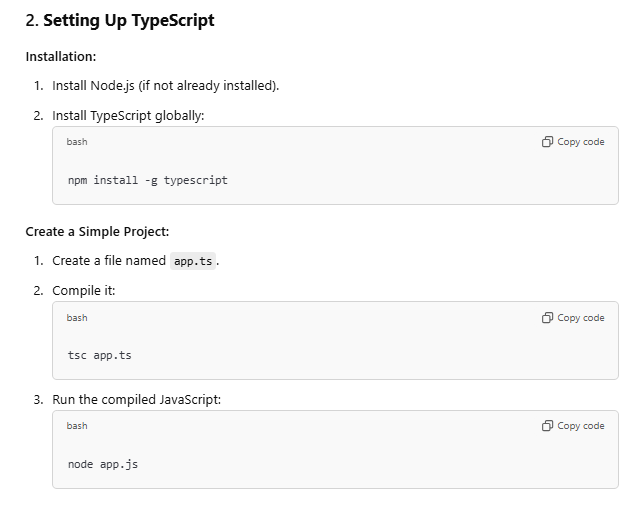 2. Setting Up TypeScript
Installation:
1. Install Node.js (if not already installed).
2. Install TypeScript globally:
bash Copy code
npm install -g typescript
Create a Simple Project:
1. Create a file named app.ts.
2. Compile it:
bash Copy code
tsc app.ts
3. Run the compiled JavaScript:
bash Copy code
node app.js